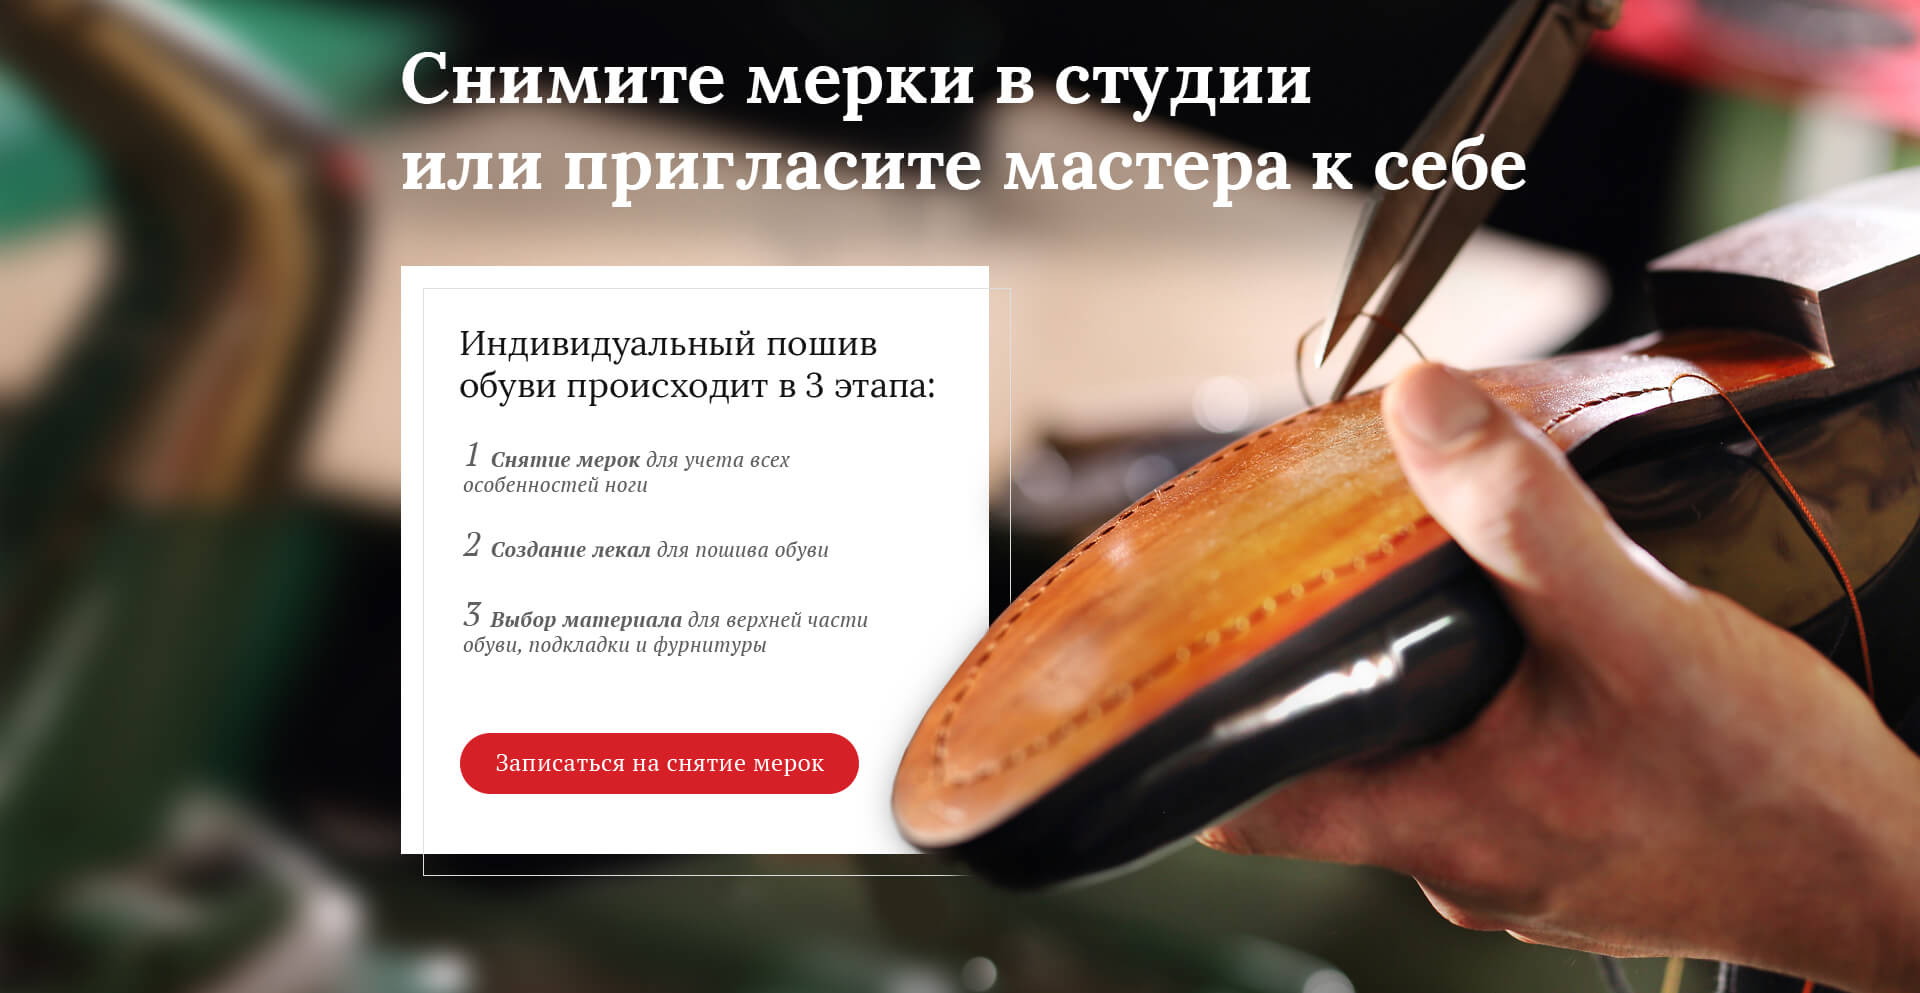 Снимите мерки в студии
или пригласите мастера к себе
Индивидуальный пошив
обуви происходит в 3 этапа:
1 Снятие мерок для учета всех
особенностей ноги
2 Создание лекал для пошива обуви
3 Выбор материала для верхней части
обуви, подкладки и фурнитуры
Записаться на снятие мерок